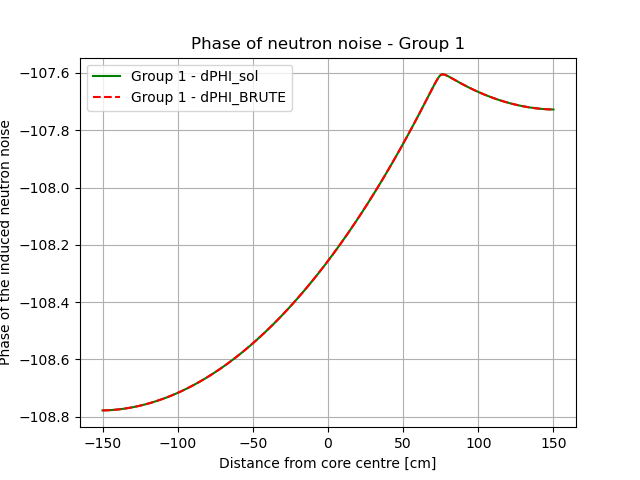 Phase of neutron noise - Group 1
Group 1 - dPHI_sol
Group 1 - dPHI_BRUTE
Phase of the induced neutron noise
−107.6
−107.8
−108.0
−108.2
−108.4
−108.6
−108.8
−150
−100
−50
0
50
100
150
Distance from core centre [cm]